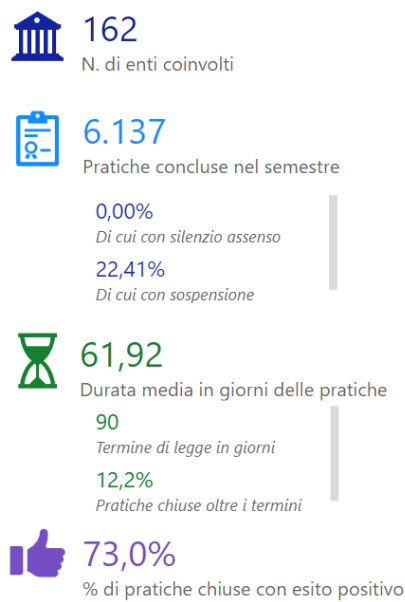 162
N. di enti coinvolti
6.137
Pratiche concluse nel semestre
0,00%
Di cui con silenzio assenso
22,41%
Di cui con sospensione
61,92
Durata media in giorni delle pratiche
90
Termine di legge in giorni
12,2%
Pratiche chiuse oltre i termini
73,0%
% di pratiche chiuse con esito positivo